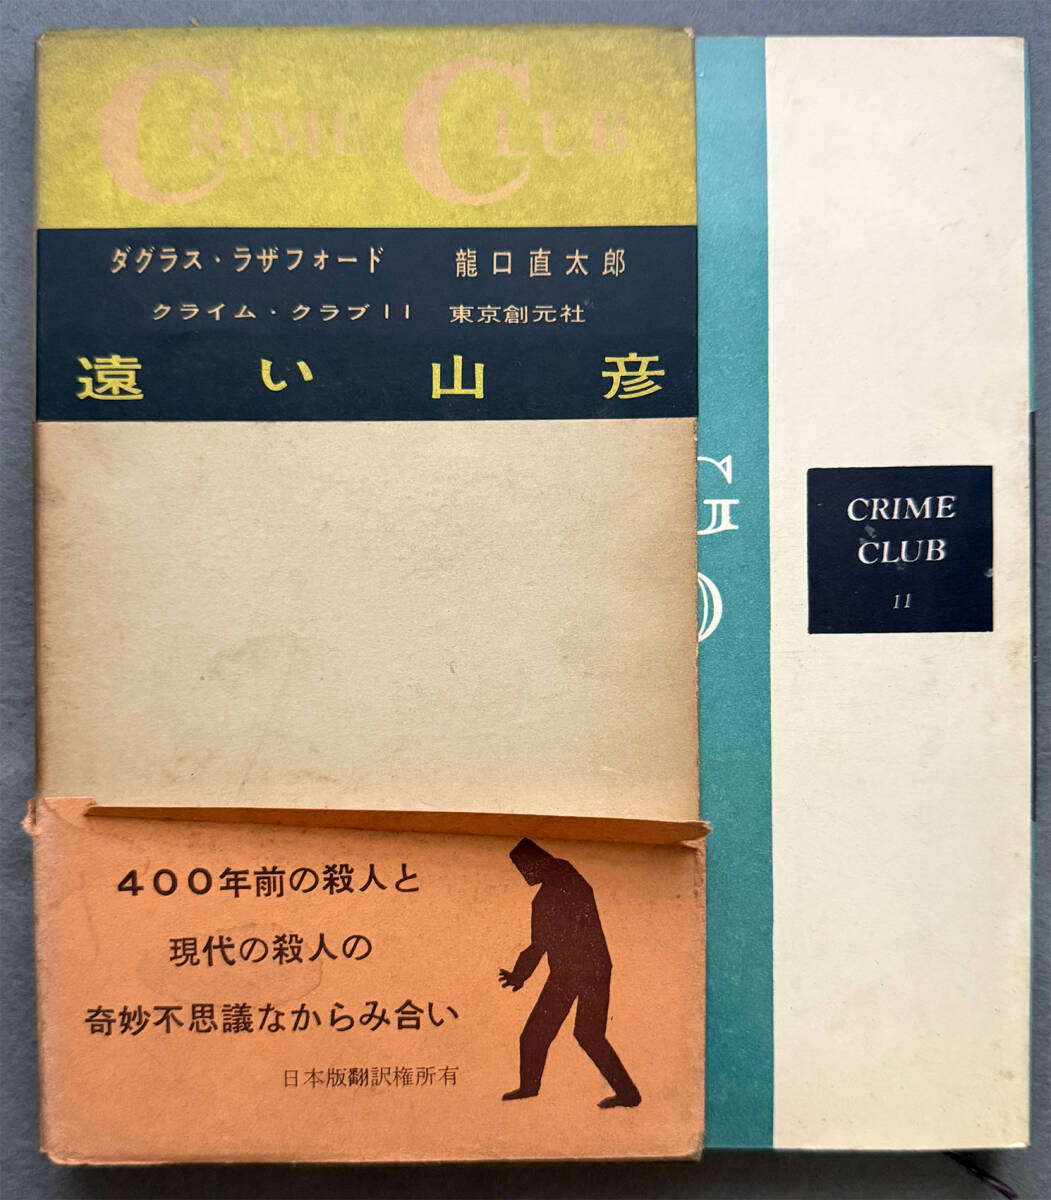 CRIME CLUB
ダグラス・ラザフォード 龍口直太郎
クライム・クラブ11 東京創元社
遠い山彦
400年前の殺人と
現代の殺人の
奇妙不思議なからみ合い
日本版翻訳権所有
G
CRIME
CLUB
11